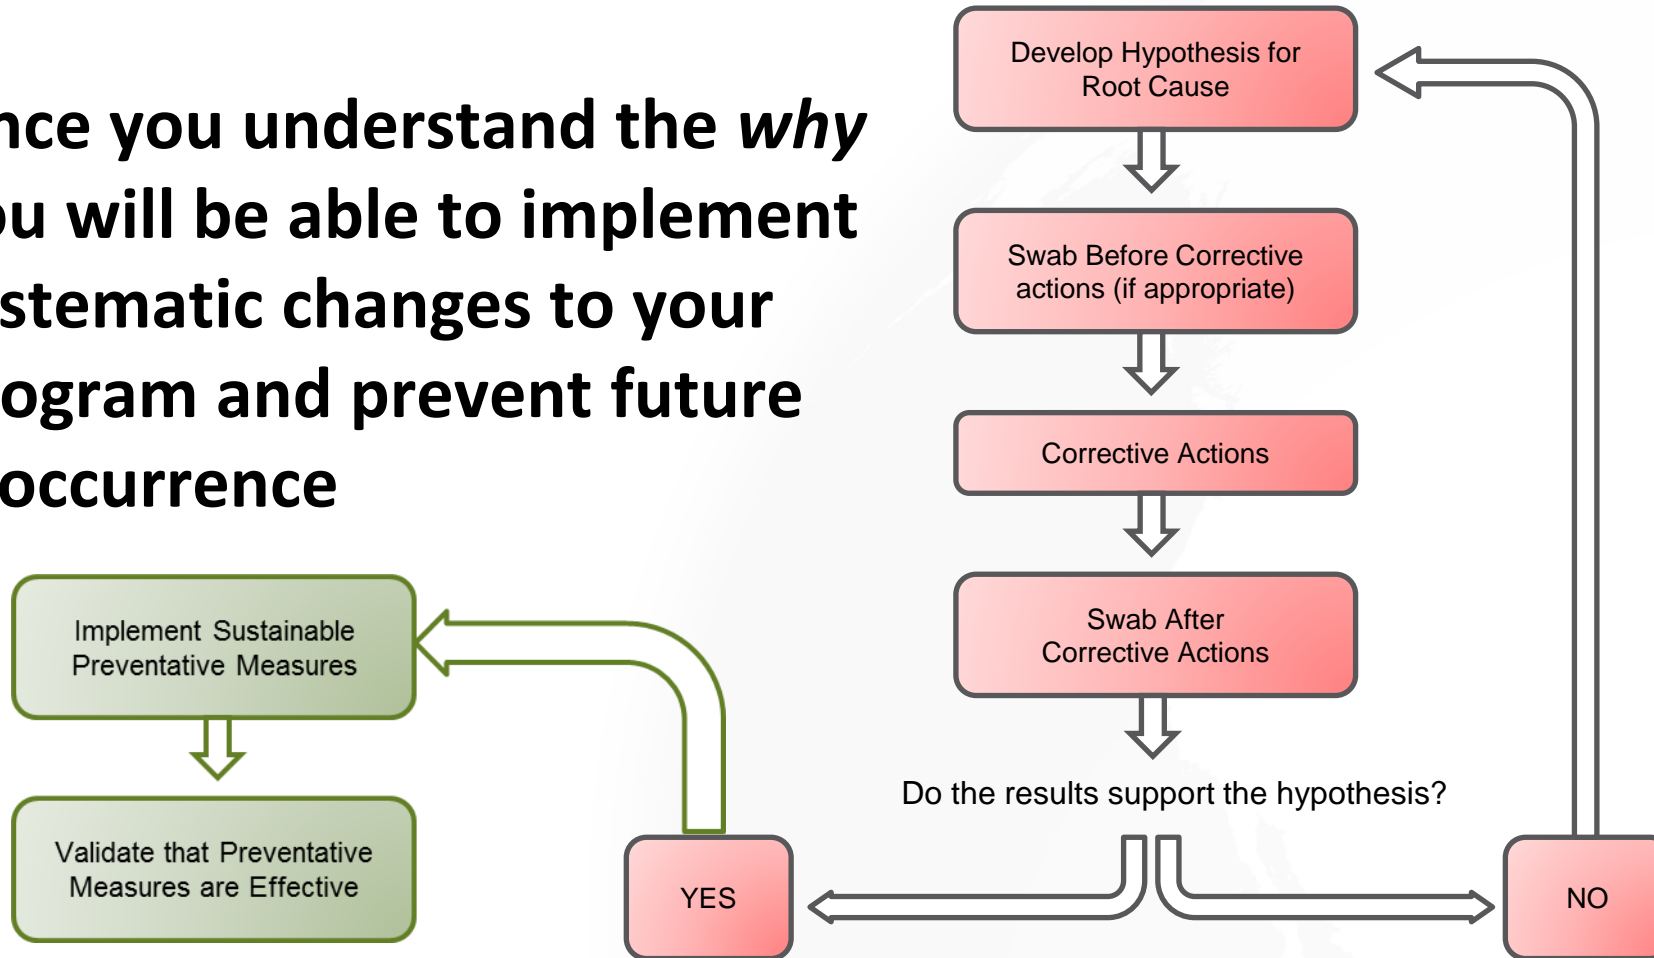 nce you understand the why
ou will be able to implement
stematic changes to your
ogram and prevent future
occurrence
Develop Hypothesis for
Root Cause
Swab Before Corrective
actions (if appropriate)
Corrective Actions
Swab After
Corrective Actions
Do the results support the hypothesis?
YES
NO
Implement Sustainable
Preventative Measures
Validate that Preventative
Measures are Effective